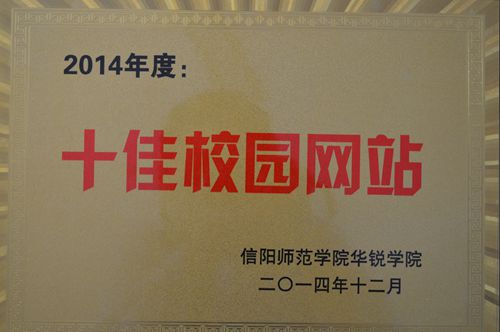 2014年度：
十佳校园网站
信阳师范学院华锐学院
二〇一四年十二月